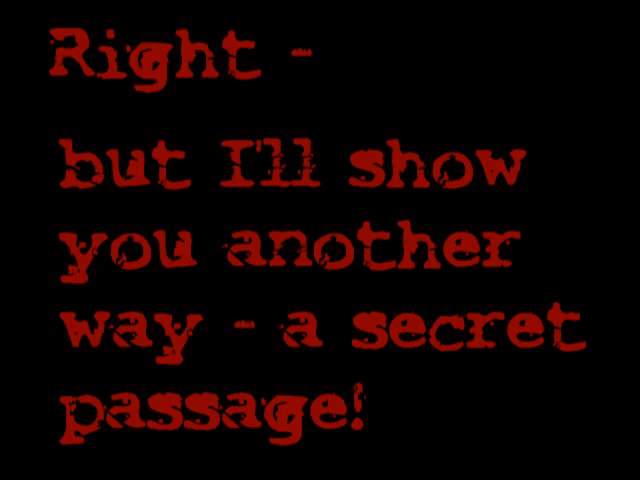 Right -
but I'll show
you another
way - a secret
passage!